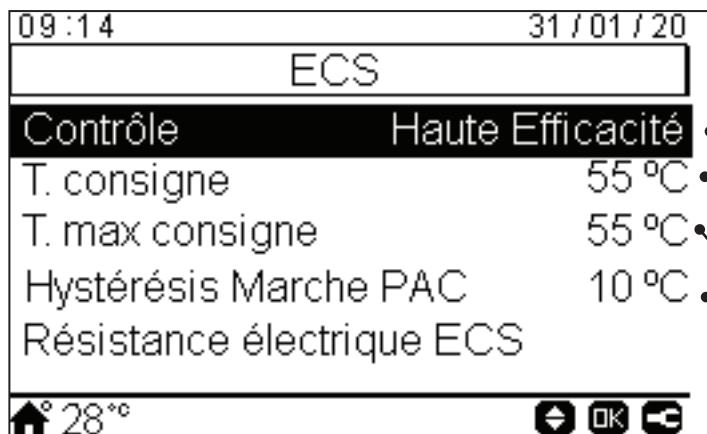 09:14 31/01/20
ECS
Contrôle Haute Efficacité
T. consigne 55 ºC
T. max consigne 55 ºC
Hystérésis Marche PAC 10 ºC
Résistance électrique ECS
28°C OK